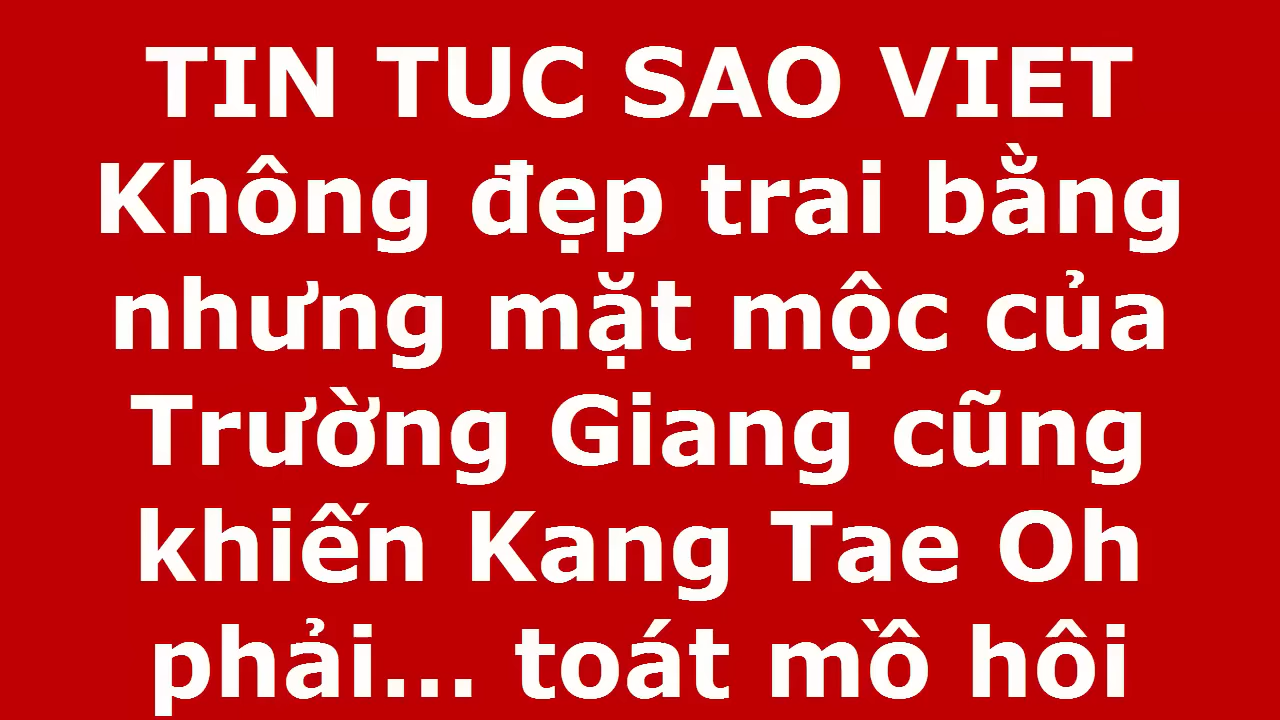 TIN TUC SAO VIET
Không đẹp trai bằng
nhưng mặt mộc của
Trường Giang cũng
khiến Kang Tae Oh
phải... toát mồ hôi